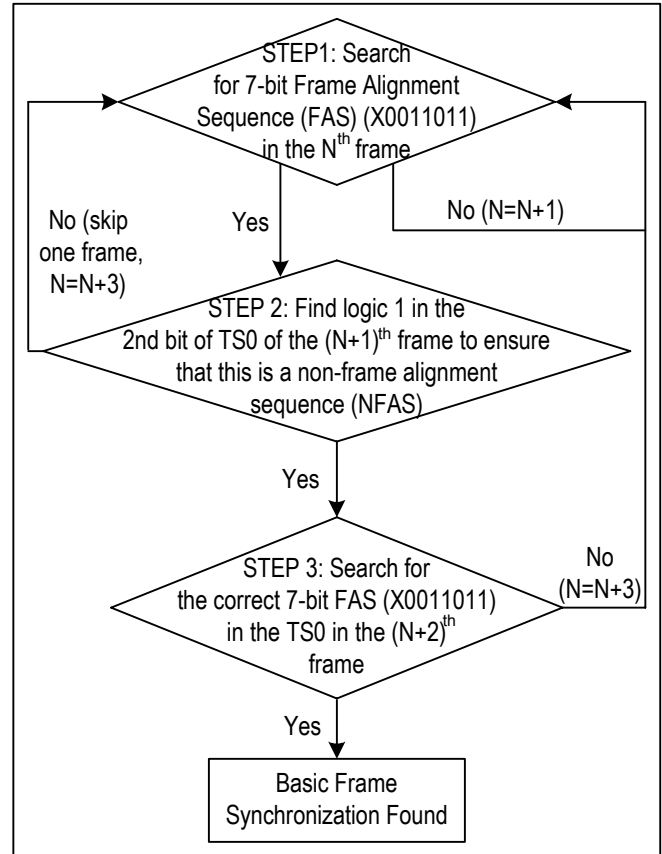 STEP1: Search
for 7-bit Frame Alignment
Sequence (FAS) (X0011011)
in the Nth frame
No (N=N+1)
Yes
No (skip
one frame,
N=N+3)
STEP 2: Find logic 1 in the
2nd bit of TS0 of the (N+1)th frame to ensure
that this is a non-frame alignment
sequence (NFAS)
Yes
STEP 3: Search for
the correct 7-bit FAS (X0011011)
in the TS0 in the (N+2)th
frame
No
(N=N+3)
Yes
Basic Frame
Synchronization Found